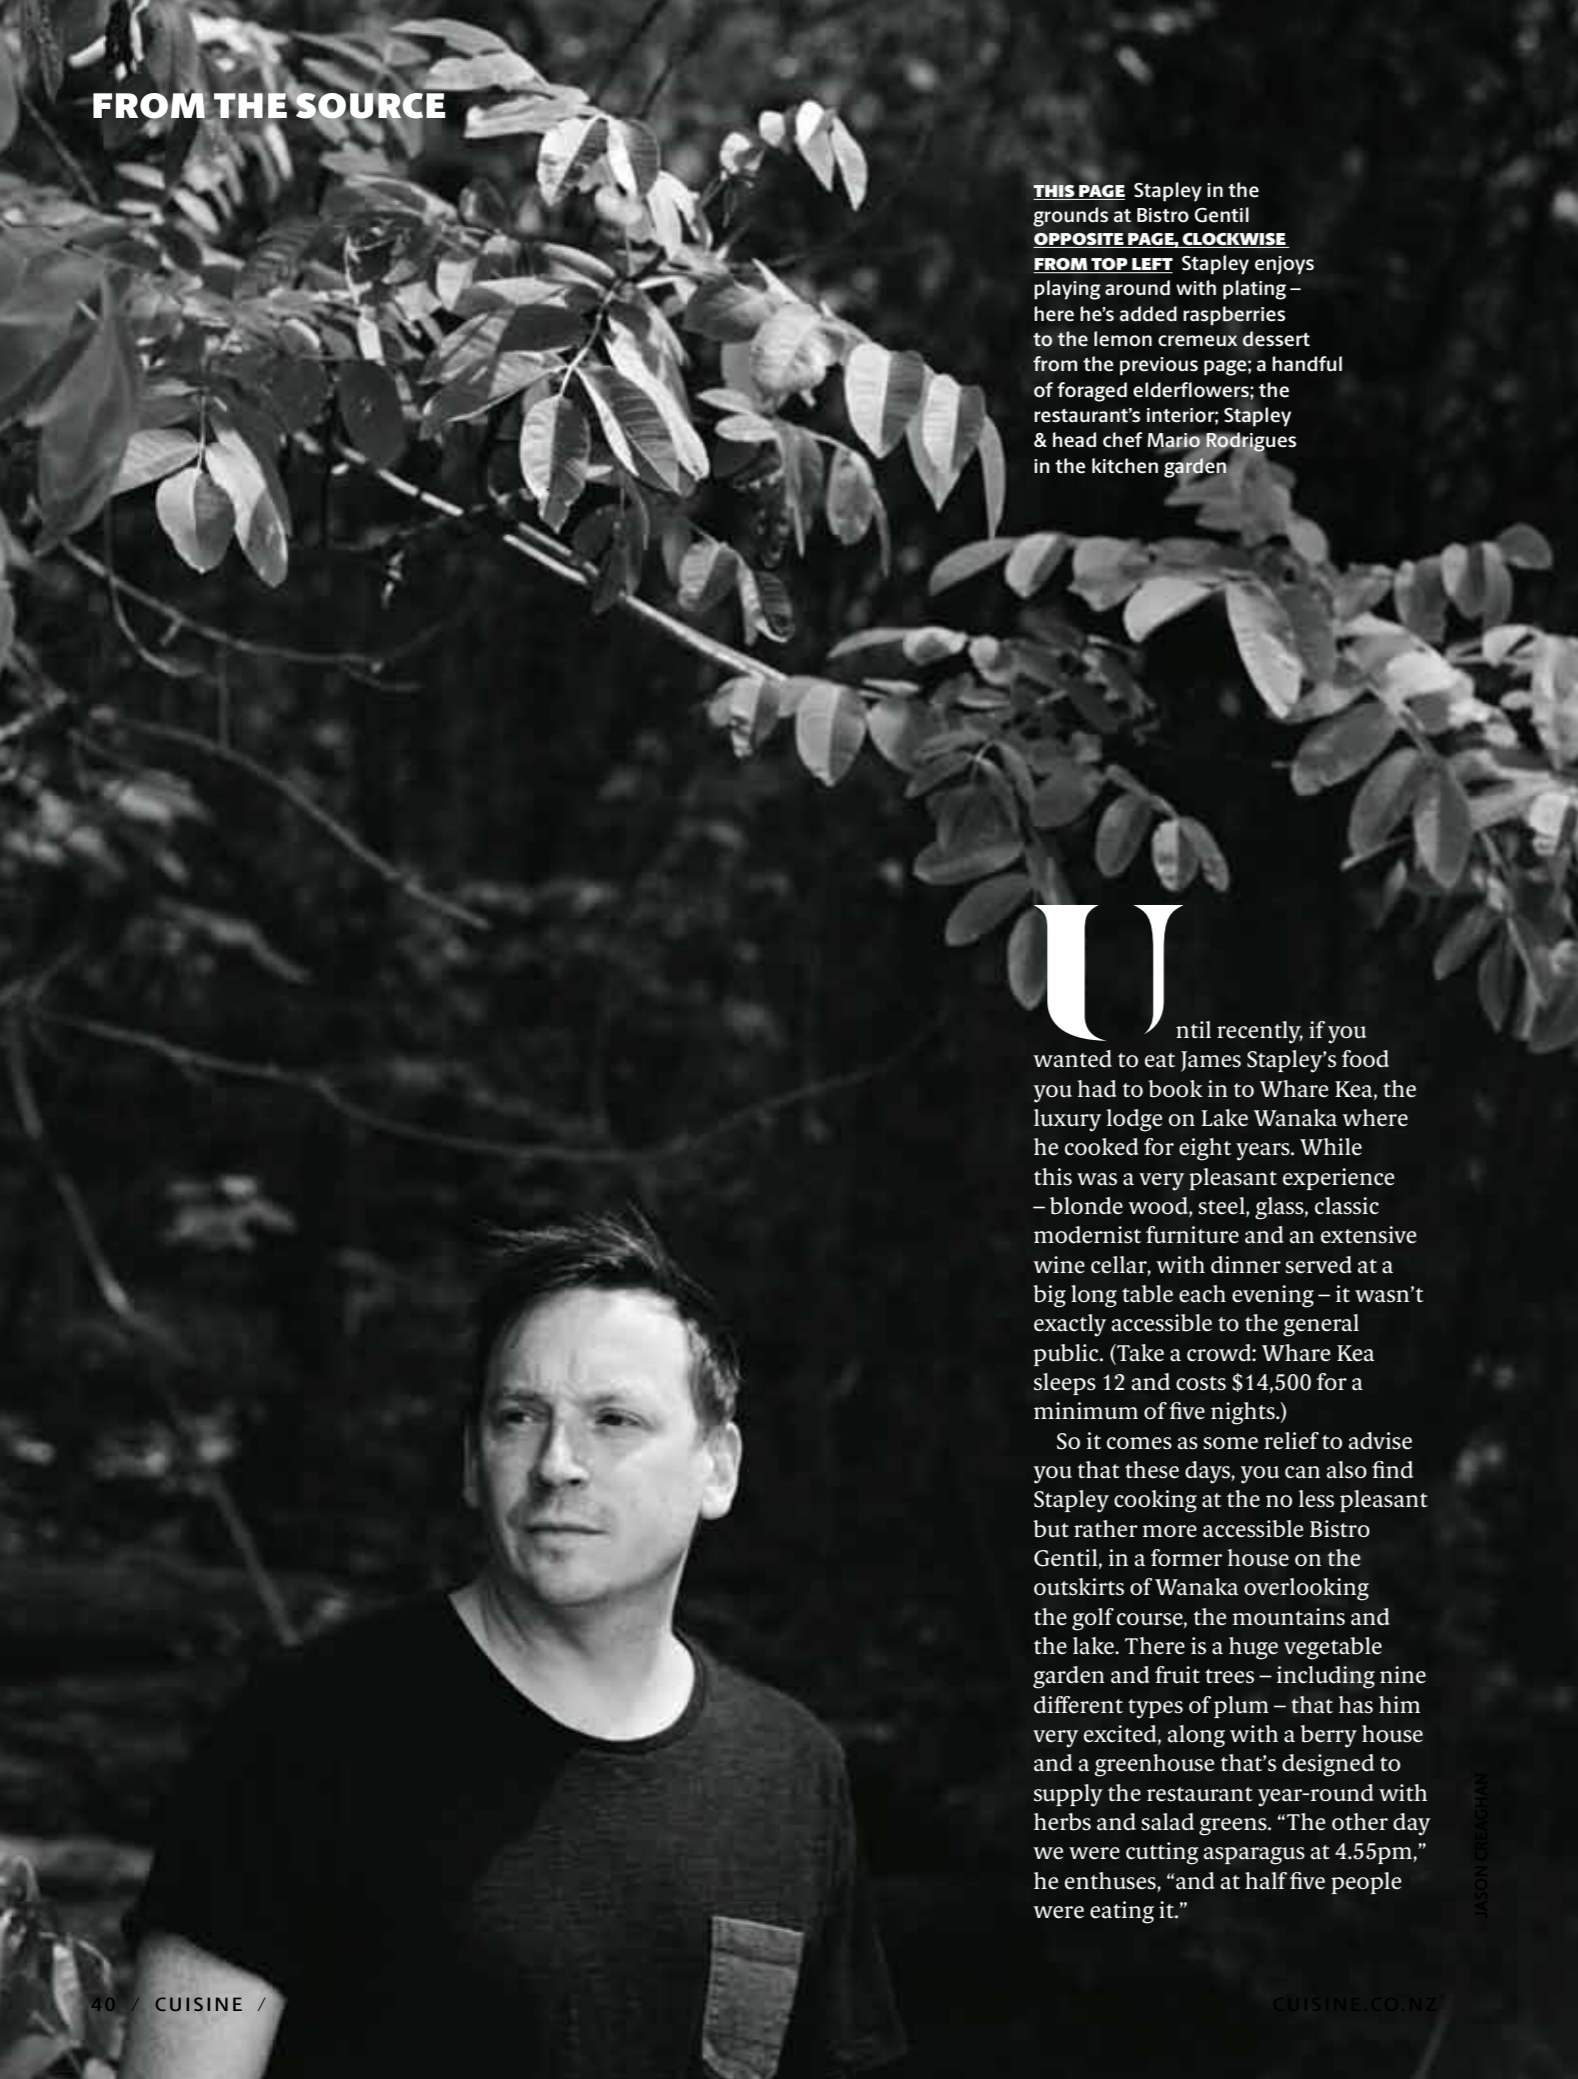 FROM THE SOURCE
THIS PAGE Stapley in the
grounds at Bistro Gentil
OPPOSITE PAGE, CLOCKWISE
FROM TOP LEFT Stapley enjoys
playing around with plating –
here he’s added raspberries
to the lemon cremeux dessert
from the previous page; a handful
of foraged elderflowers; the
restaurant’s interior; Stapley
& head chef Mario Rodrigues
in the kitchen garden
Until recently, if you
wanted to eat James Stapley’s food
you had to book in to Whare Kea, the
luxury lodge on Lake Wanaka where
he cooked for eight years. While
this was a very pleasant experience
– blonde wood, steel, glass, classic
modernist furniture and an extensive
wine cellar, with dinner served at a
big long table each evening – it wasn’t
exactly accessible to the general
public. (Take a crowd: Whare Kea
sleeps 12 and costs $14,500 for a
minimum of five nights.)
So it comes as some relief to advise
you that these days, you can also find
Stapley cooking at the no less pleasant
but rather more accessible Bistro
Gentil, in a former house on the
outskirts of Wanaka overlooking
the golf course, the mountains and
the lake. There is a huge vegetable
garden and fruit trees – including nine
different types of plum – that has him
very excited, along with a berry house
and a greenhouse that’s designed to
supply the restaurant year-round with
herbs and salad greens. “The other day
we were cutting asparagus at 4.55pm,”
he enthuses, “and at half five people
were eating it.”
JASON CREAGHAN
40 / CUISINE /
CUISINE.CO.NZ